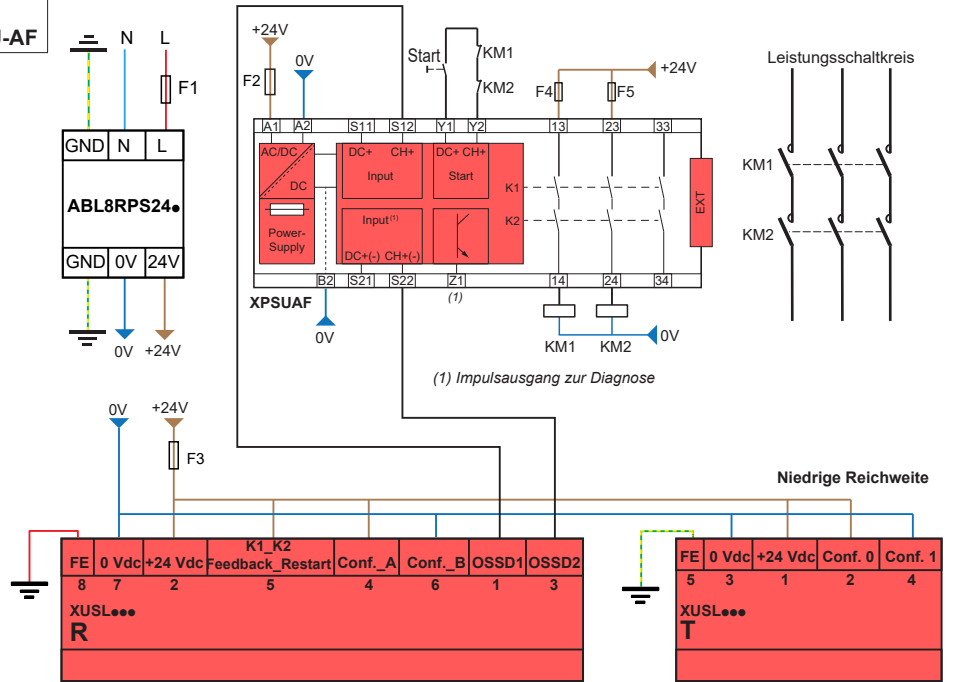 J-AF
N L
F1
GND N L
ABL8RPS24●
GND 0V 24V
0V +24V
+24V
F2
0V
Start
KM1
KM2
F4 F5
+24V
A1 A2 S11 S12 Y1 Y2 13 23 33
AC/DC
DC
DC+ CH+
Input
DC+ CH+
Start
K1
K2
Power-
Supply
Input(1)
DC+(-) CH+(-)
EXT
B2 S21 S22 Z1 14 24 34
XPSUAF
(1)
0V
KM1 KM2
0V
(1) Impulsausgang zur Diagnose
Leistungsschaltkreis
KM1
KM2
0V +24V
F3
Niedrige Reichweite
FE 0 Vdc +24 Vdc K1_K2 Feedback_Restart Conf._A Conf._B OSSD1 OSSD2
8 7 2 5 4 6 1 3
XUSL●●●
R
FE 0 Vdc +24 Vdc Conf. 0 Conf. 1
5 3 1 2 4
XUSL●●●
T